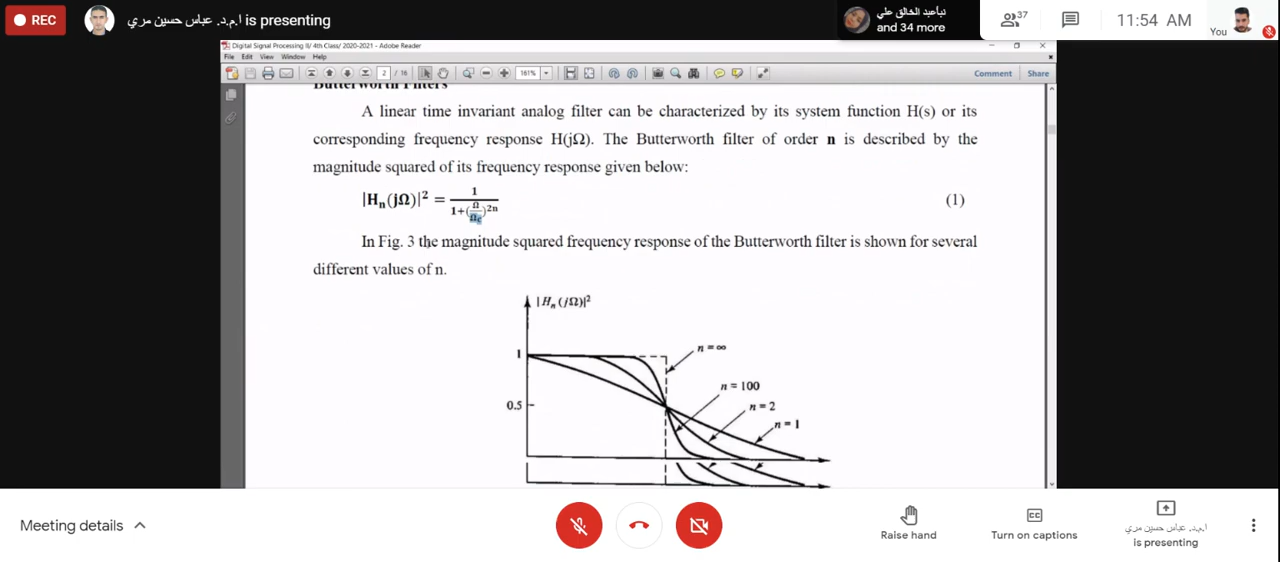 REC
ا.م.د. عباس حسين مري is presenting
نبأعبد الخالق علي
and 34 more
37
11:54 AM
You
Digital Signal Processing II/ 4th Class/ 2020-2021 - Adobe Reader
File Edit View Window Help
2 / 16
161%
Comment Share
Butterworth Filters
A linear time invariant analog filter can be characterized by its system function H(s) or its
corresponding frequency response H(jΩ). The Butterworth filter of order n is described by the
magnitude squared of its frequency response given below:
|Hn(jΩ)|² = 1 / (1+(Ω/Ωc)^2n) (1)
In Fig. 3 the magnitude squared frequency response of the Butterworth filter is shown for several
different values of n.
|Hn (jΩ)|²
1
n = ∞
n = 100
0.5
n = 2
n = 1
Meeting details
Raise hand
Turn on captions
ا.م.د. عباس حسين مري
is presenting